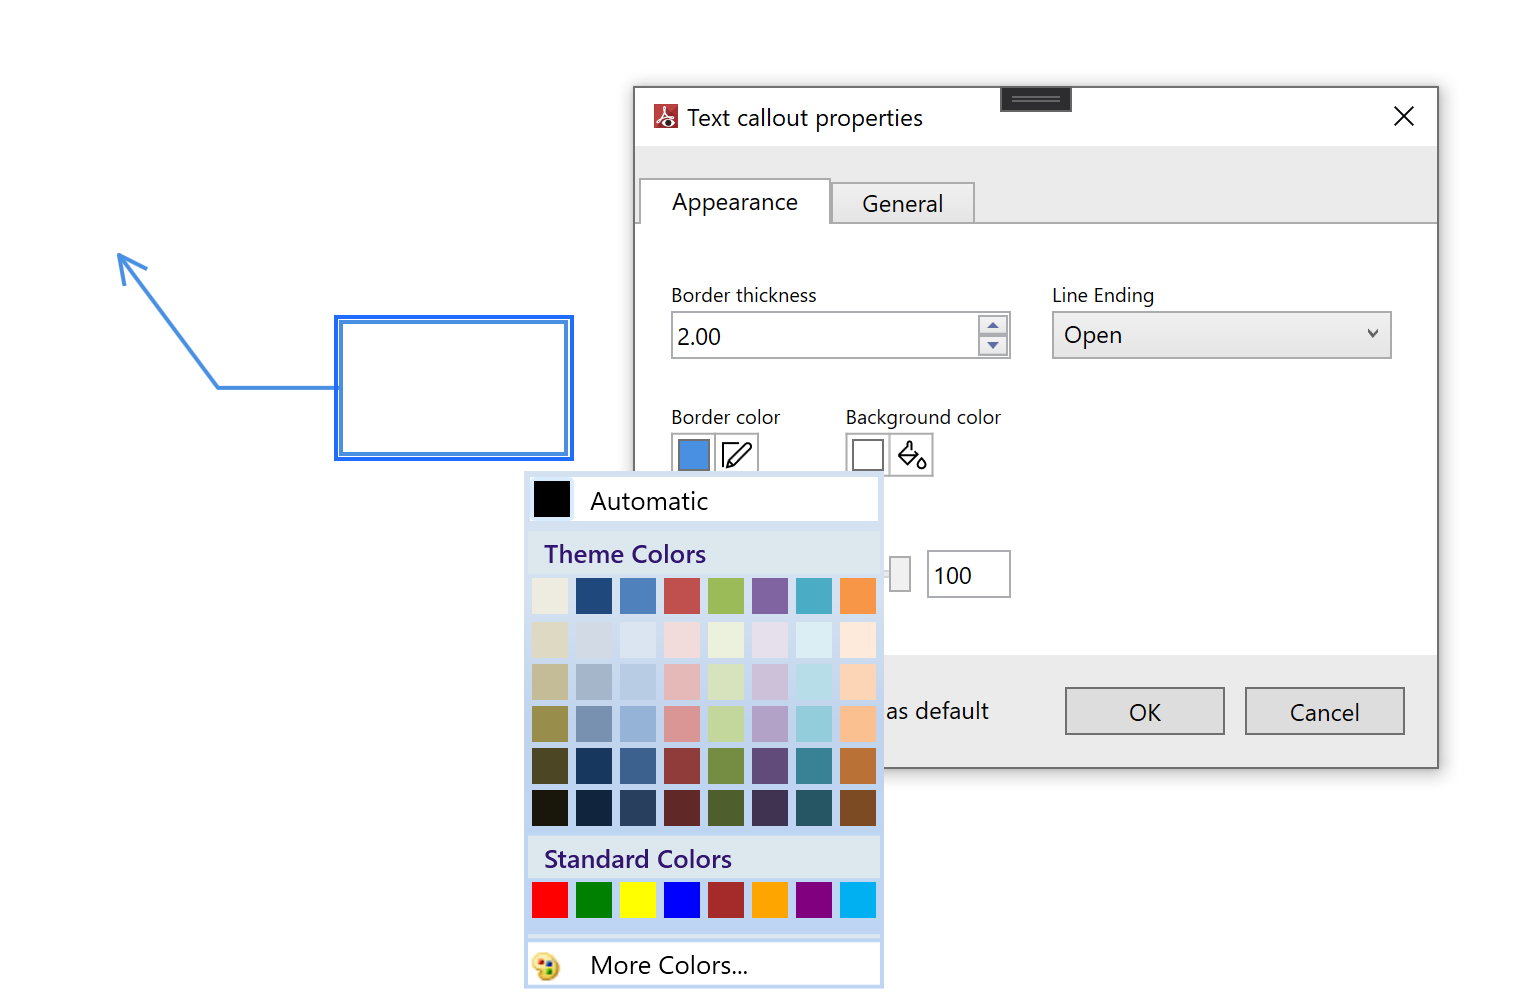 Text callout properties
Appearance
General
Border thickness
Line Ending
2.00
Open
Border color
Background color
Automatic
Theme Colors
100
as default
OK
Cancel
Standard Colors
More Colors...